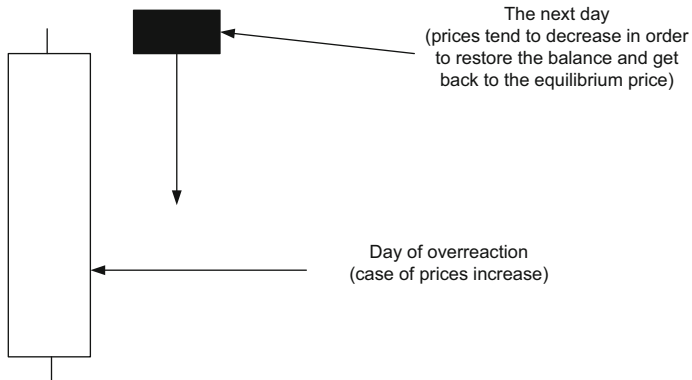 The next day
(prices tend to decrease in order
to restore the balance and get
back to the equilibrium price)
Day of overreaction
(case of prices increase)